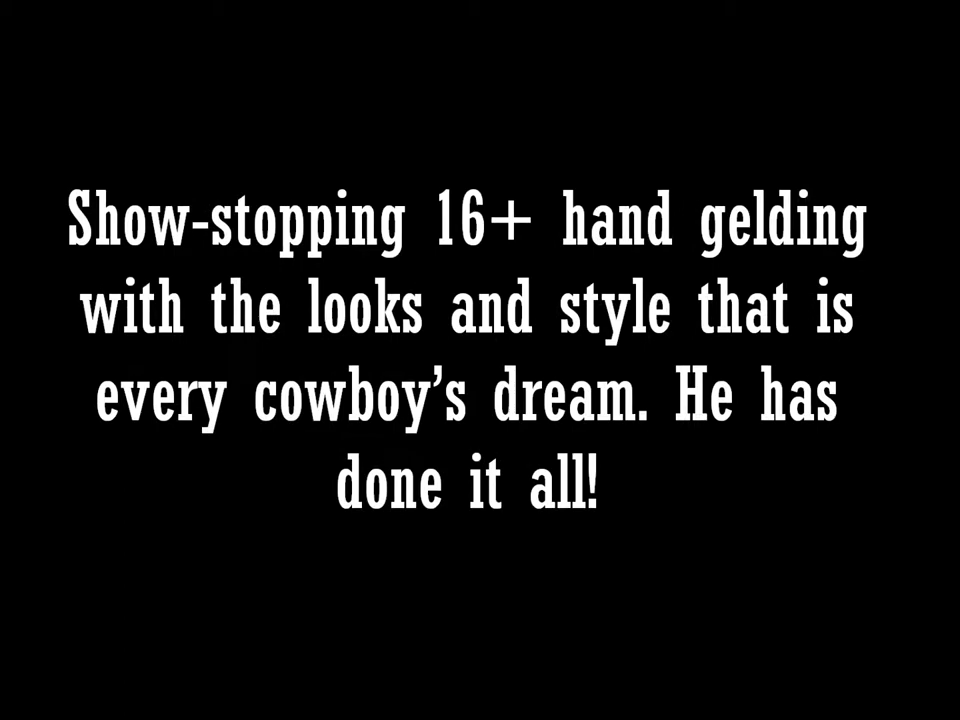 Show-stopping 16+ hand gelding
with the looks and style that is
every cowboy’s dream. He has
done it all!